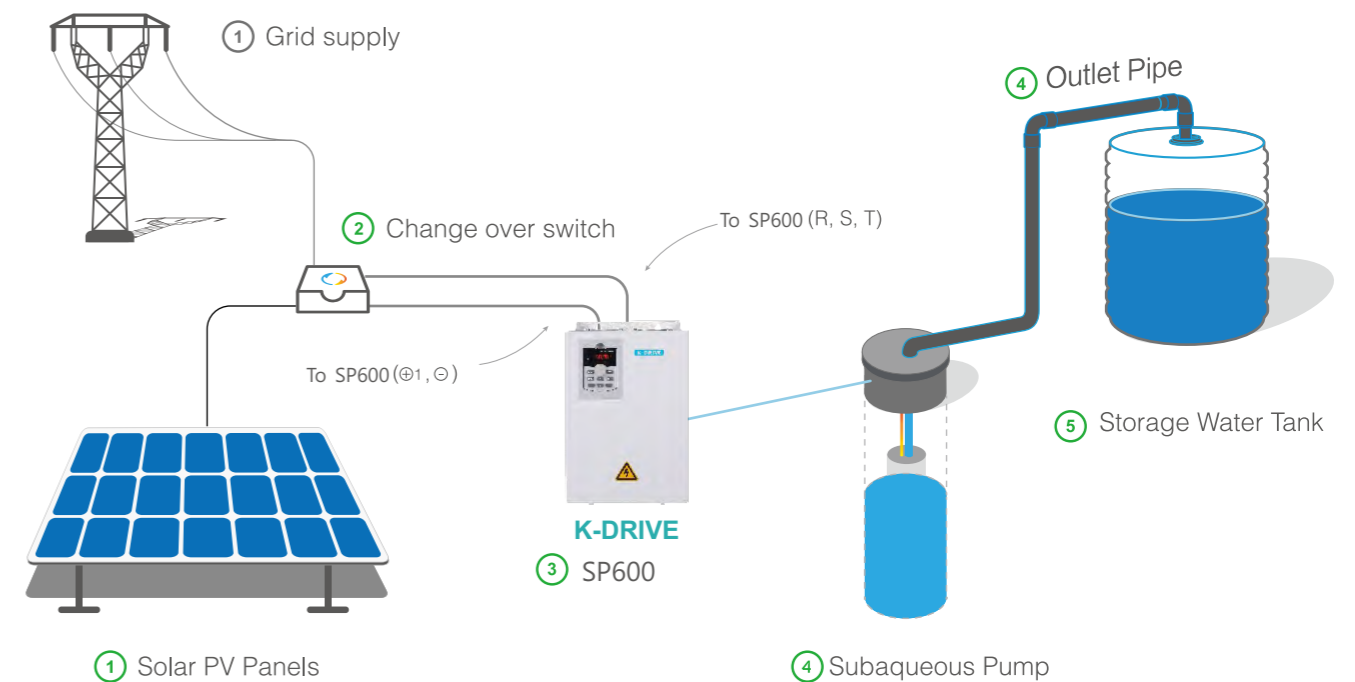 1 Grid supply
4 Outlet Pipe
2 Change over switch
To SP600 (R, S, T)
To SP600 (⊕1, ⊖)
K-DRIVE
K-DRIVE
3 SP600
5 Storage Water Tank
1 Solar PV Panels
4 Subaqueous Pump